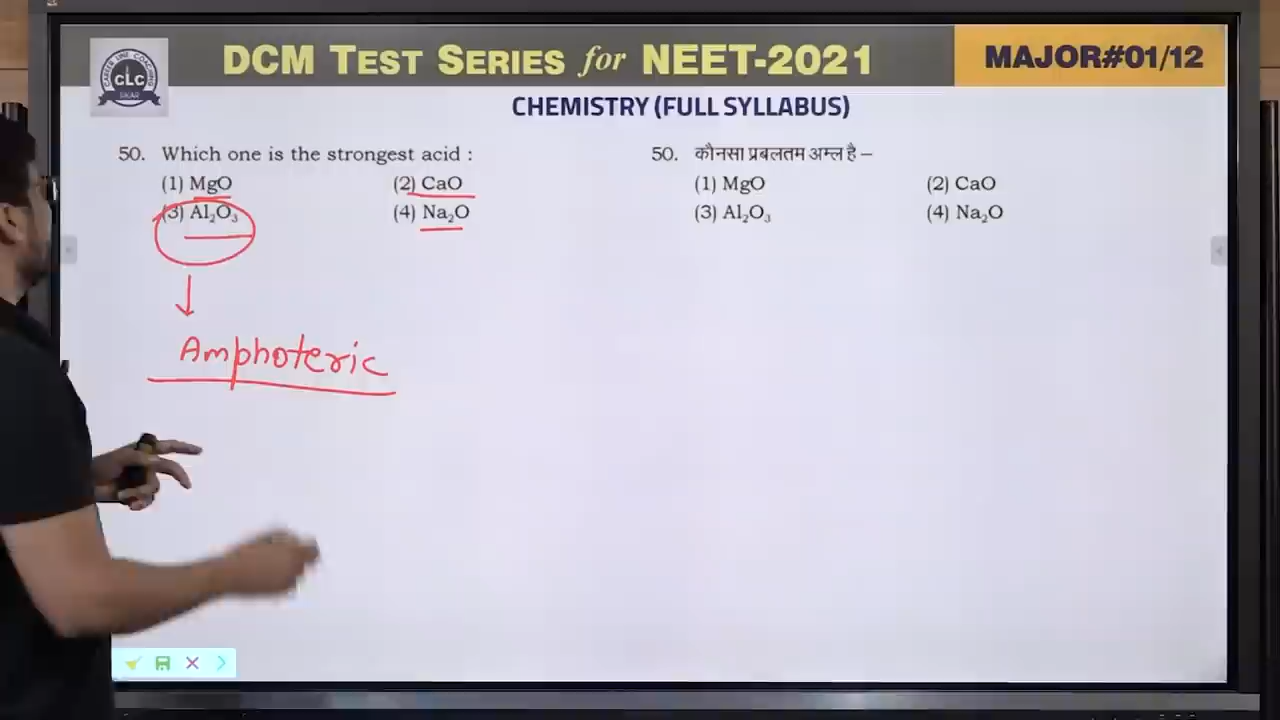 DCM TEST SERIES for NEET-2021
MAJOR#01/12
CLC
SIKAR
CHEMISTRY (FULL SYLLABUS)
50. Which one is the strongest acid :
(1) MgO (2) CaO
(3) Al₂O₃ (4) Na₂O
Amphoteric
50. कौनसा प्रबलतम अम्ल है –
(1) MgO (2) CaO
(3) Al₂O₃ (4) Na₂O